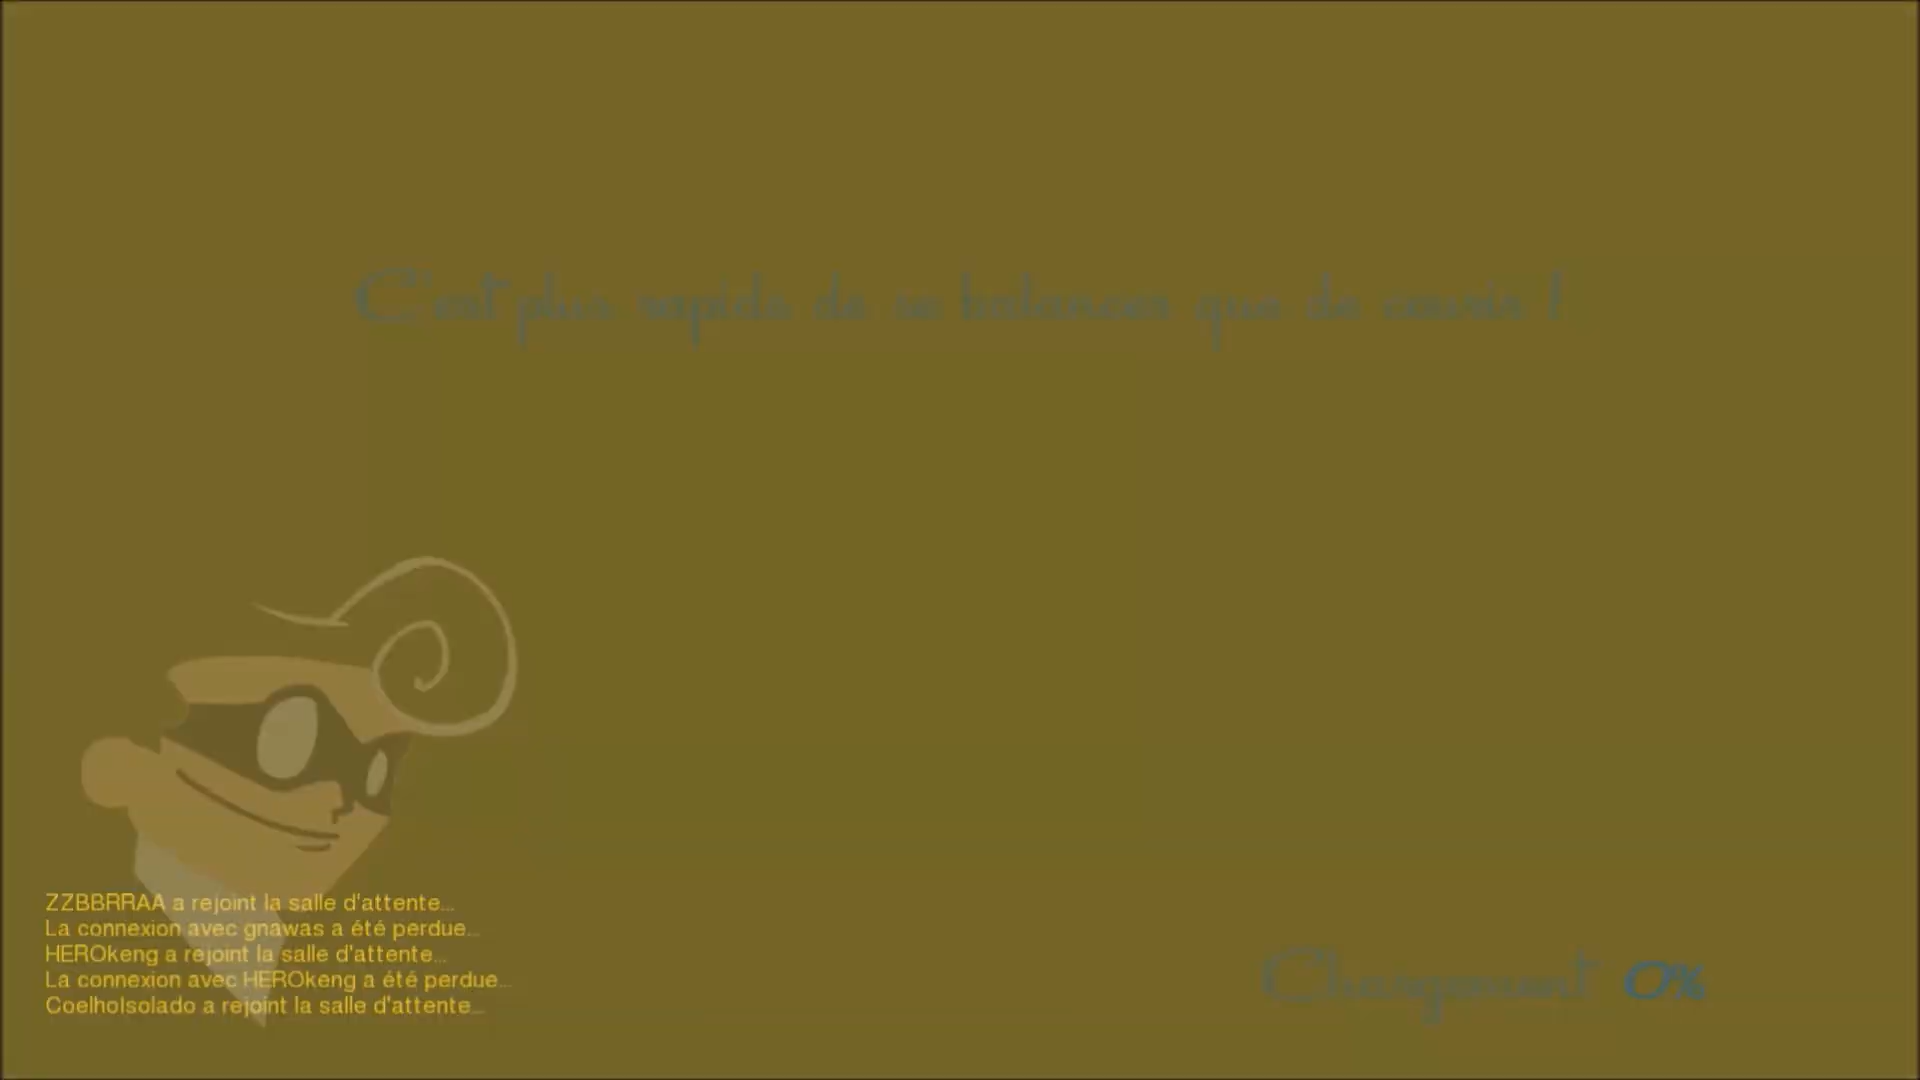 C'est plus rapide de se balancer que de courir !
ZZBBRRAA a rejoint la salle d'attente...
La connexion avec gnawas a été perdue...
HEROkeng a rejoint la salle d'attente...
La connexion avec HEROkeng a été perdue...
CoelhoIsolado a rejoint la salle d'attente...
Chargement 0%